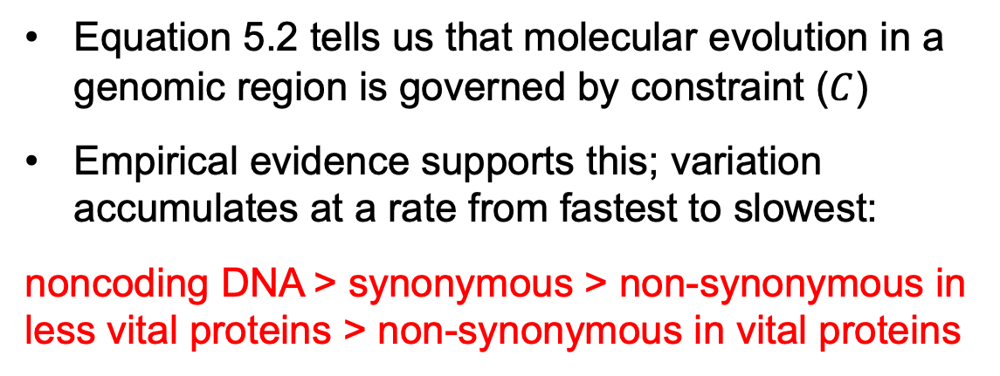 • Equation 5.2 tells us that molecular evolution in a
genomic region is governed by constraint (C)
• Empirical evidence supports this; variation
accumulates at a rate from fastest to slowest:
noncoding DNA > synonymous > non-synonymous in
less vital proteins > non-synonymous in vital proteins